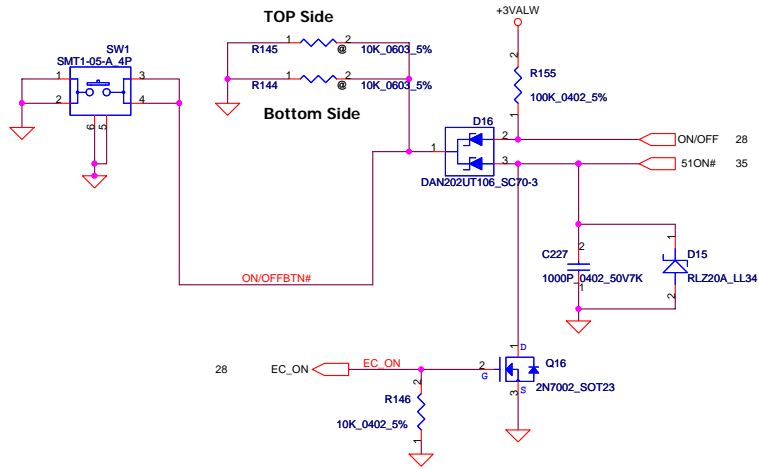 TOP Side
+3VALW
SW1
SMT1-05-A_4P
1
3
2
4
6
5
R145
1
2
@
10K_0603_5%
R144
1
2
@
10K_0603_5%
Bottom Side
2
R155
100K_0402_5%
1
D16
1
2
3
DAN202UT106_SC70-3
ON/OFF 28
51ON# 35
C227
2
1000P_0402_50V7K
1
1
D15
RLZ20A_LL34
2
ON/OFFBTN#
28 EC_ON
EC_ON
2
G
1
D
Q16
S
2N7002_SOT23
3
2
R146
10K_0402_5%
1